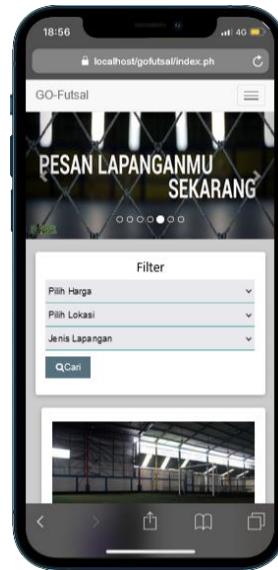 18:56
4G
localhost/gofutsal/index.ph
GO-Futsal
PESAN LAPANGANMU
SEKARANG
Filter
Pilih Harga
Pilih Lokasi
Jenis Lapangan
Cari